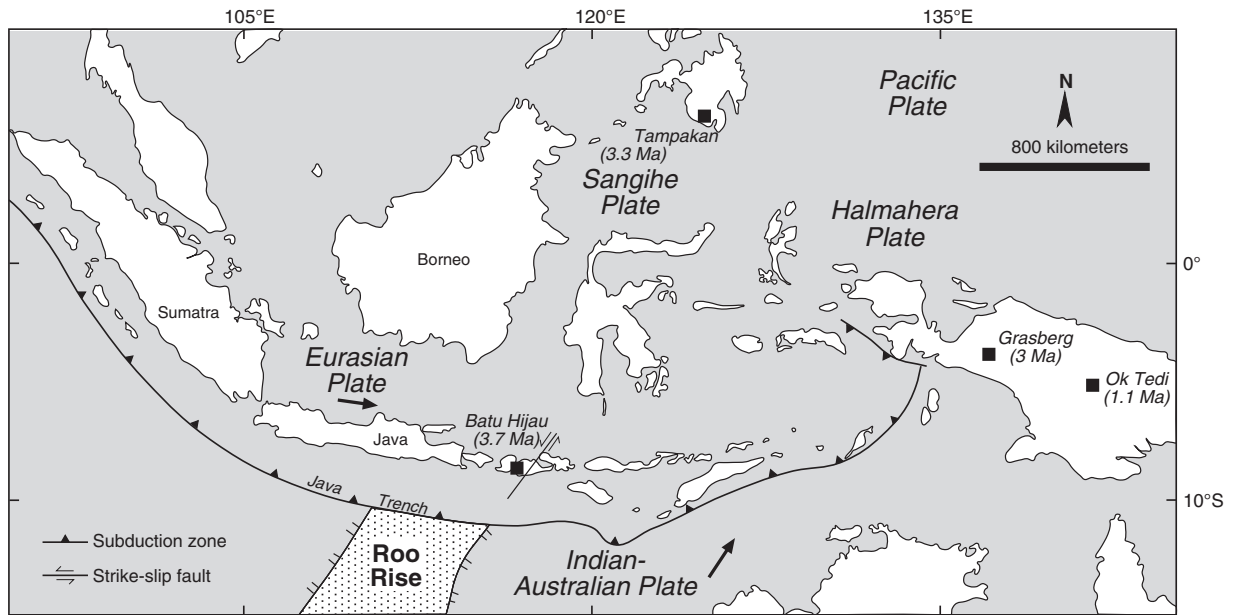 105°E
120°E
135°E
Pacific
Plate
N
800 kilometers
Tampakan
(3.3 Ma)
Sangihe
Plate
Halmahera
Plate
Borneo
0°
Sumatra
Eurasian
Plate
Grasberg
(3 Ma)
Ok Tedi
(1.1 Ma)
Batu Hijau
(3.7 Ma)
Java
Java Trench
10°S
Subduction zone
Strike-slip fault
Roo
Rise
Indian-
Australian Plate